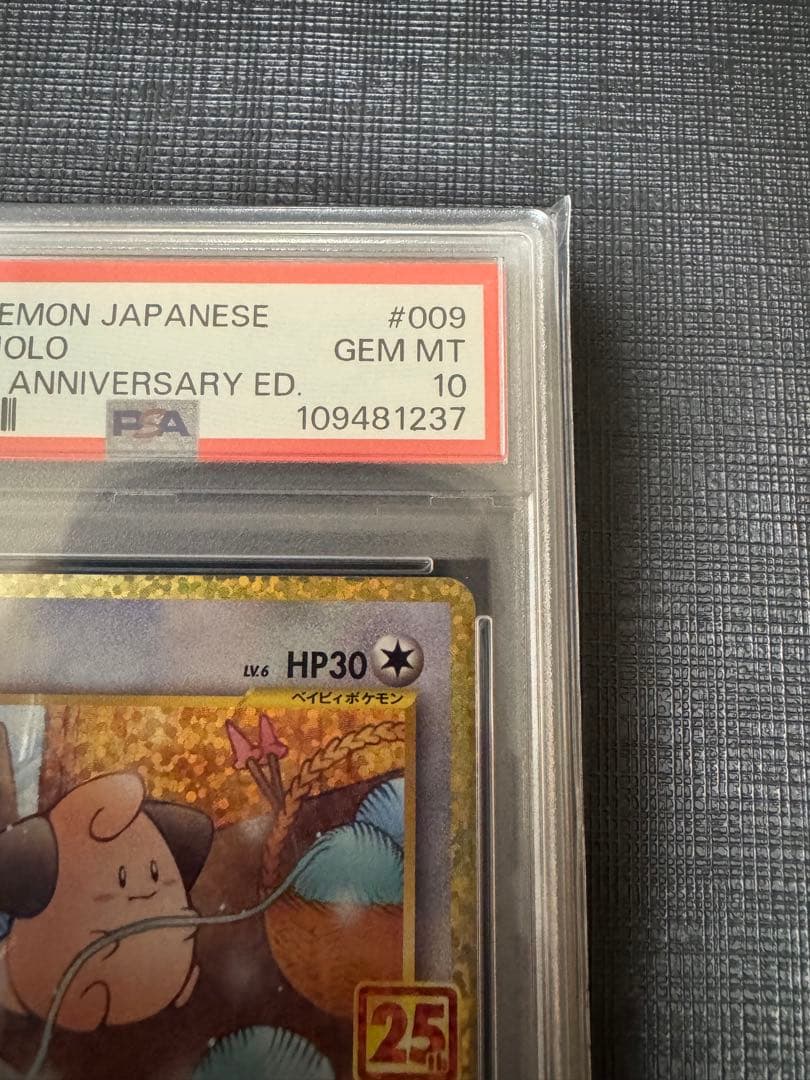 EMON JAPANESE #009
OLO GEM MT
ANNIVERSARY ED. 10
PSA 109481237
LV.6 HP30
ベイビィポケモン
25th